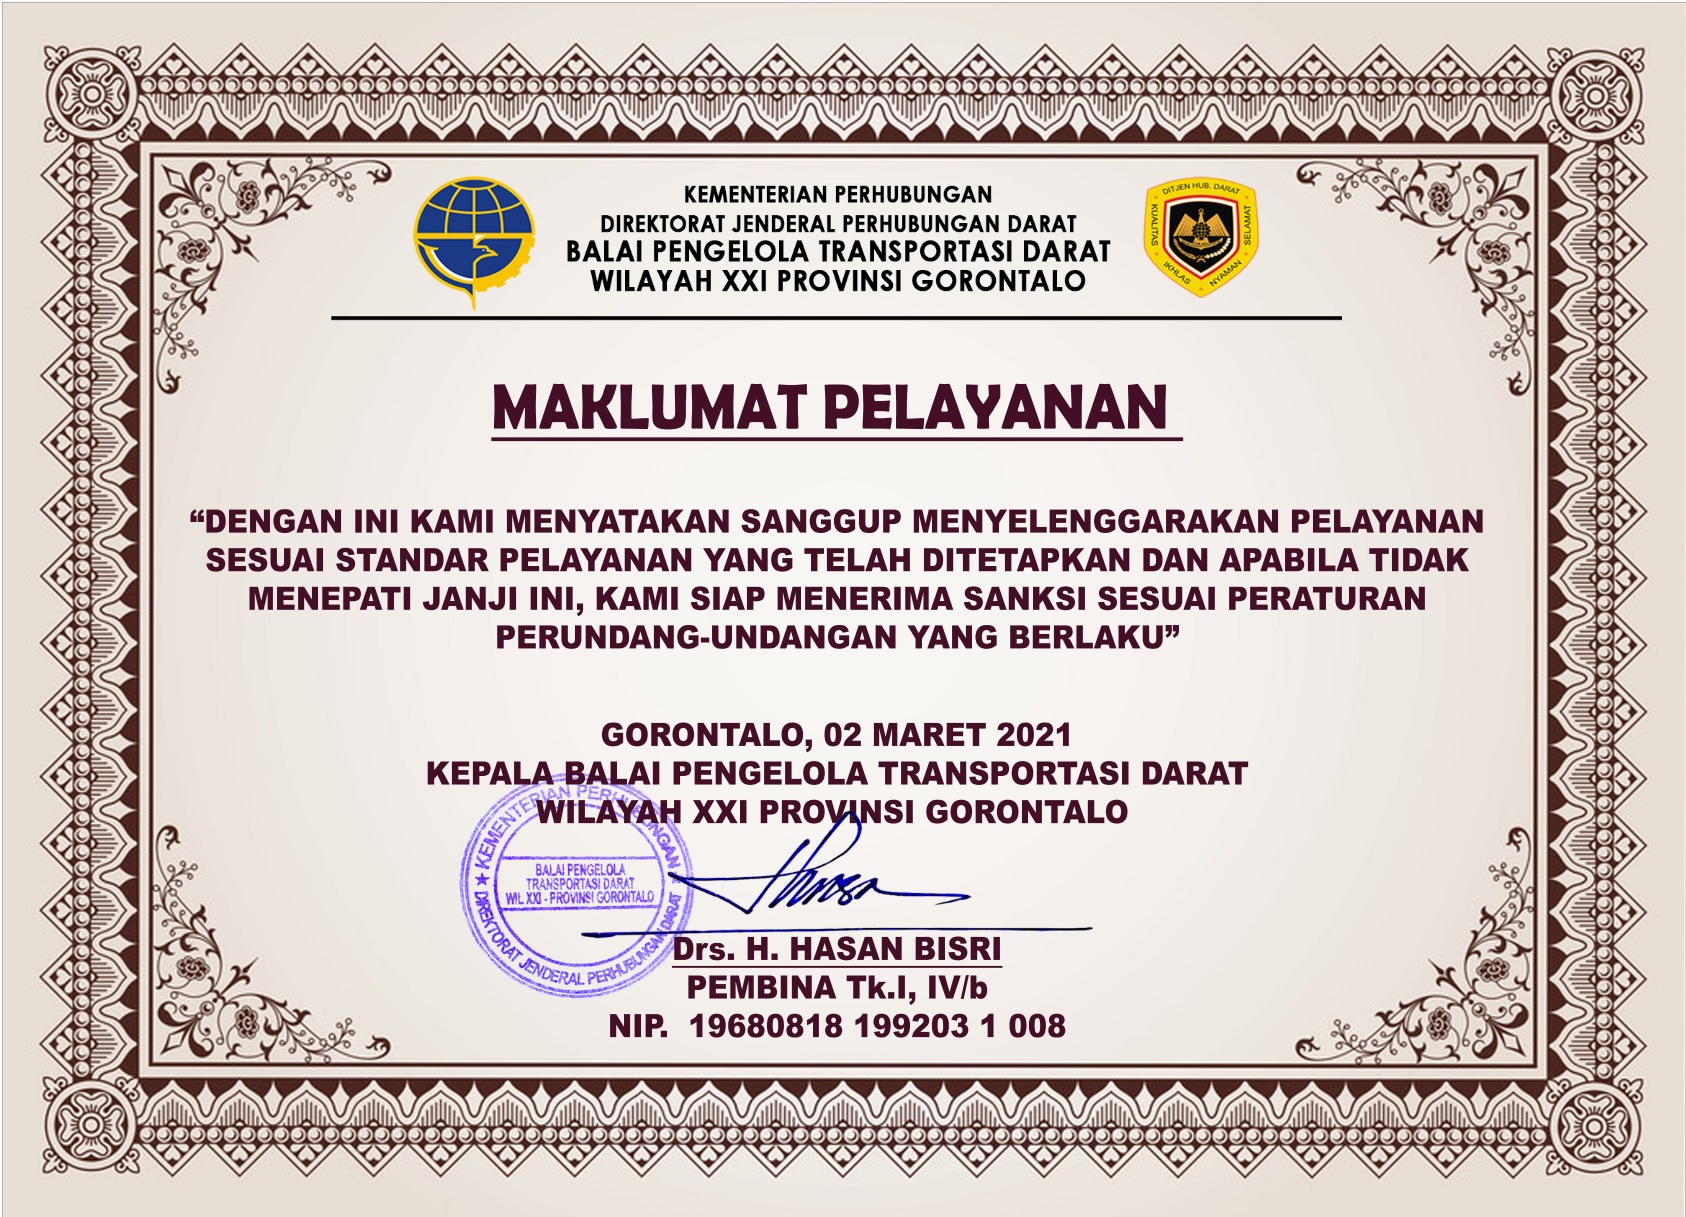 KEMENTERIAN PERHUBUNGAN
DIREKTORAT JENDERAL PERHUBUNGAN DARAT
BALAI PENGELOLA TRANSPORTASI DARAT
WILAYAH XXI PROVINSI GORONTALO
DITJEN HUB. DARAT
KUALITAS
SELAMAT
IKHLAS
NYAMAN
MAKLUMAT PELAYANAN
“DENGAN INI KAMI MENYATAKAN SANGGUP MENYELENGGARAKAN PELAYANAN
SESUAI STANDAR PELAYANAN YANG TELAH DITETAPKAN DAN APABILA TIDAK
MENEPATI JANJI INI, KAMI SIAP MENERIMA SANKSI SESUAI PERATURAN
PERUNDANG-UNDANGAN YANG BERLAKU”
GORONTALO, 02 MARET 2021
KEPALA BALAI PENGELOLA TRANSPORTASI DARAT
WILAYAH XXI PROVINSI GORONTALO
KEMENTERIAN PERHUBUNGAN
BALAI PENGELOLA
TRANSPORTASI DARAT
WIL XXI - PROVINSI GORONTALO
DIREKTORAT JENDERAL PERHUBUNGAN DARAT
Drs. H. HASAN BISRI
PEMBINA Tk.I, IV/b
NIP. 19680818 199203 1 008